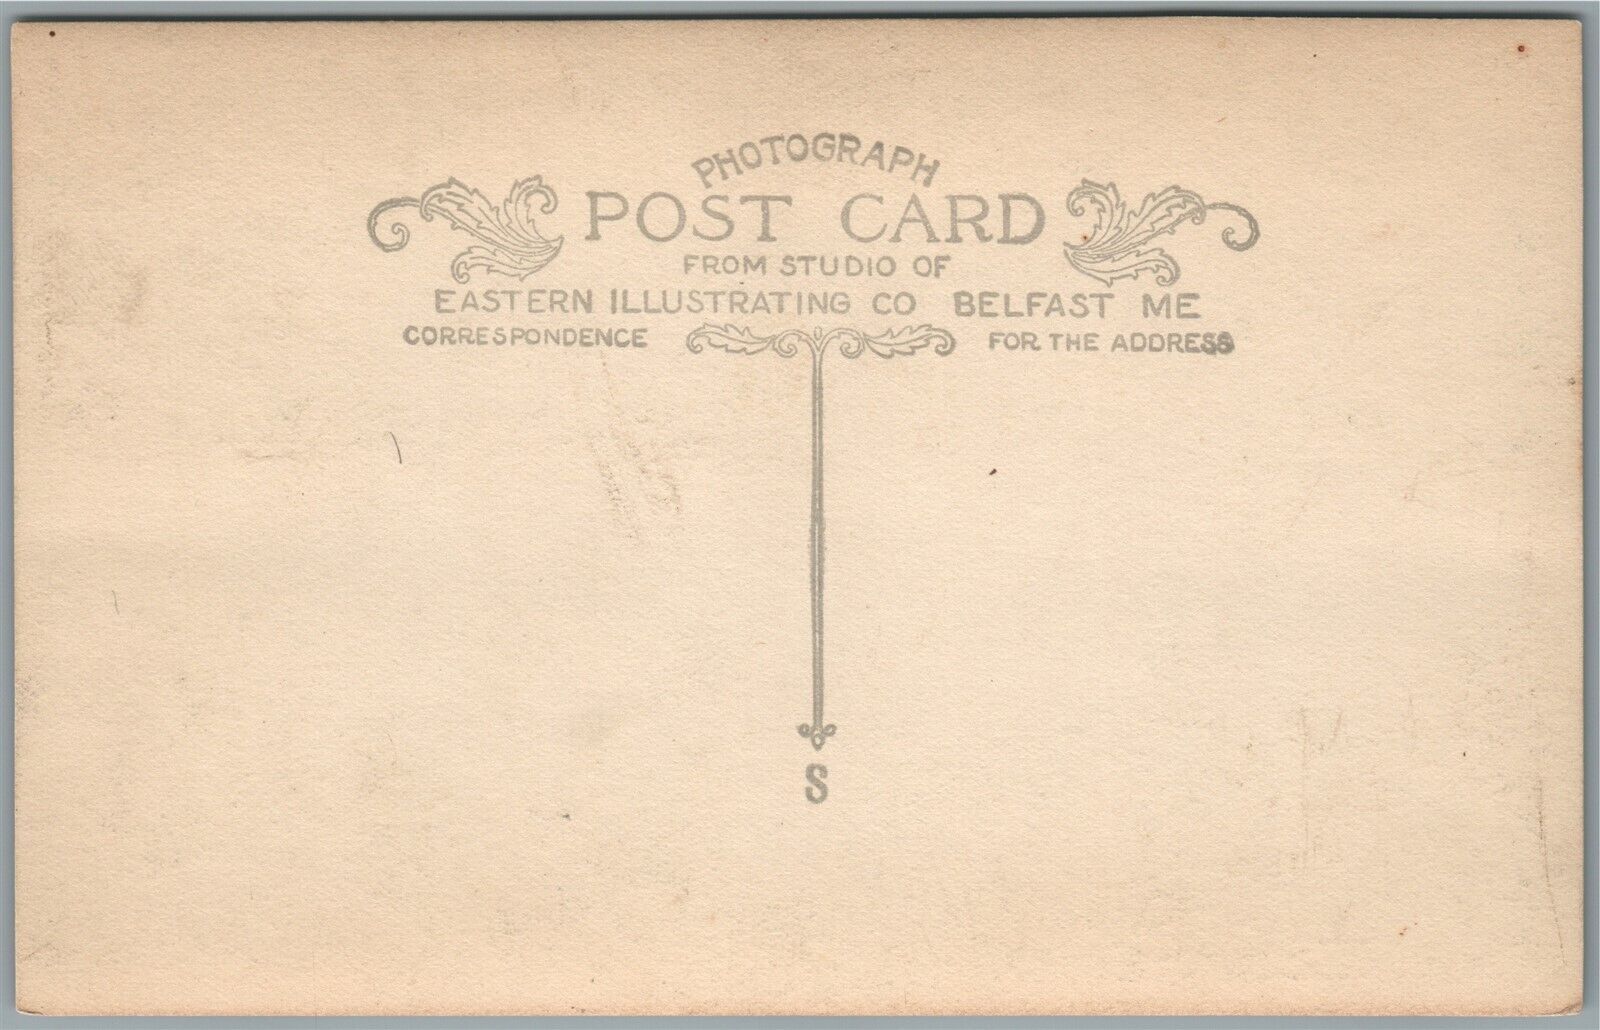 PHOTOGRAPH
POST CARD
FROM STUDIO OF
EASTERN ILLUSTRATING CO BELFAST ME
CORRESPONDENCE FOR THE ADDRESS
S